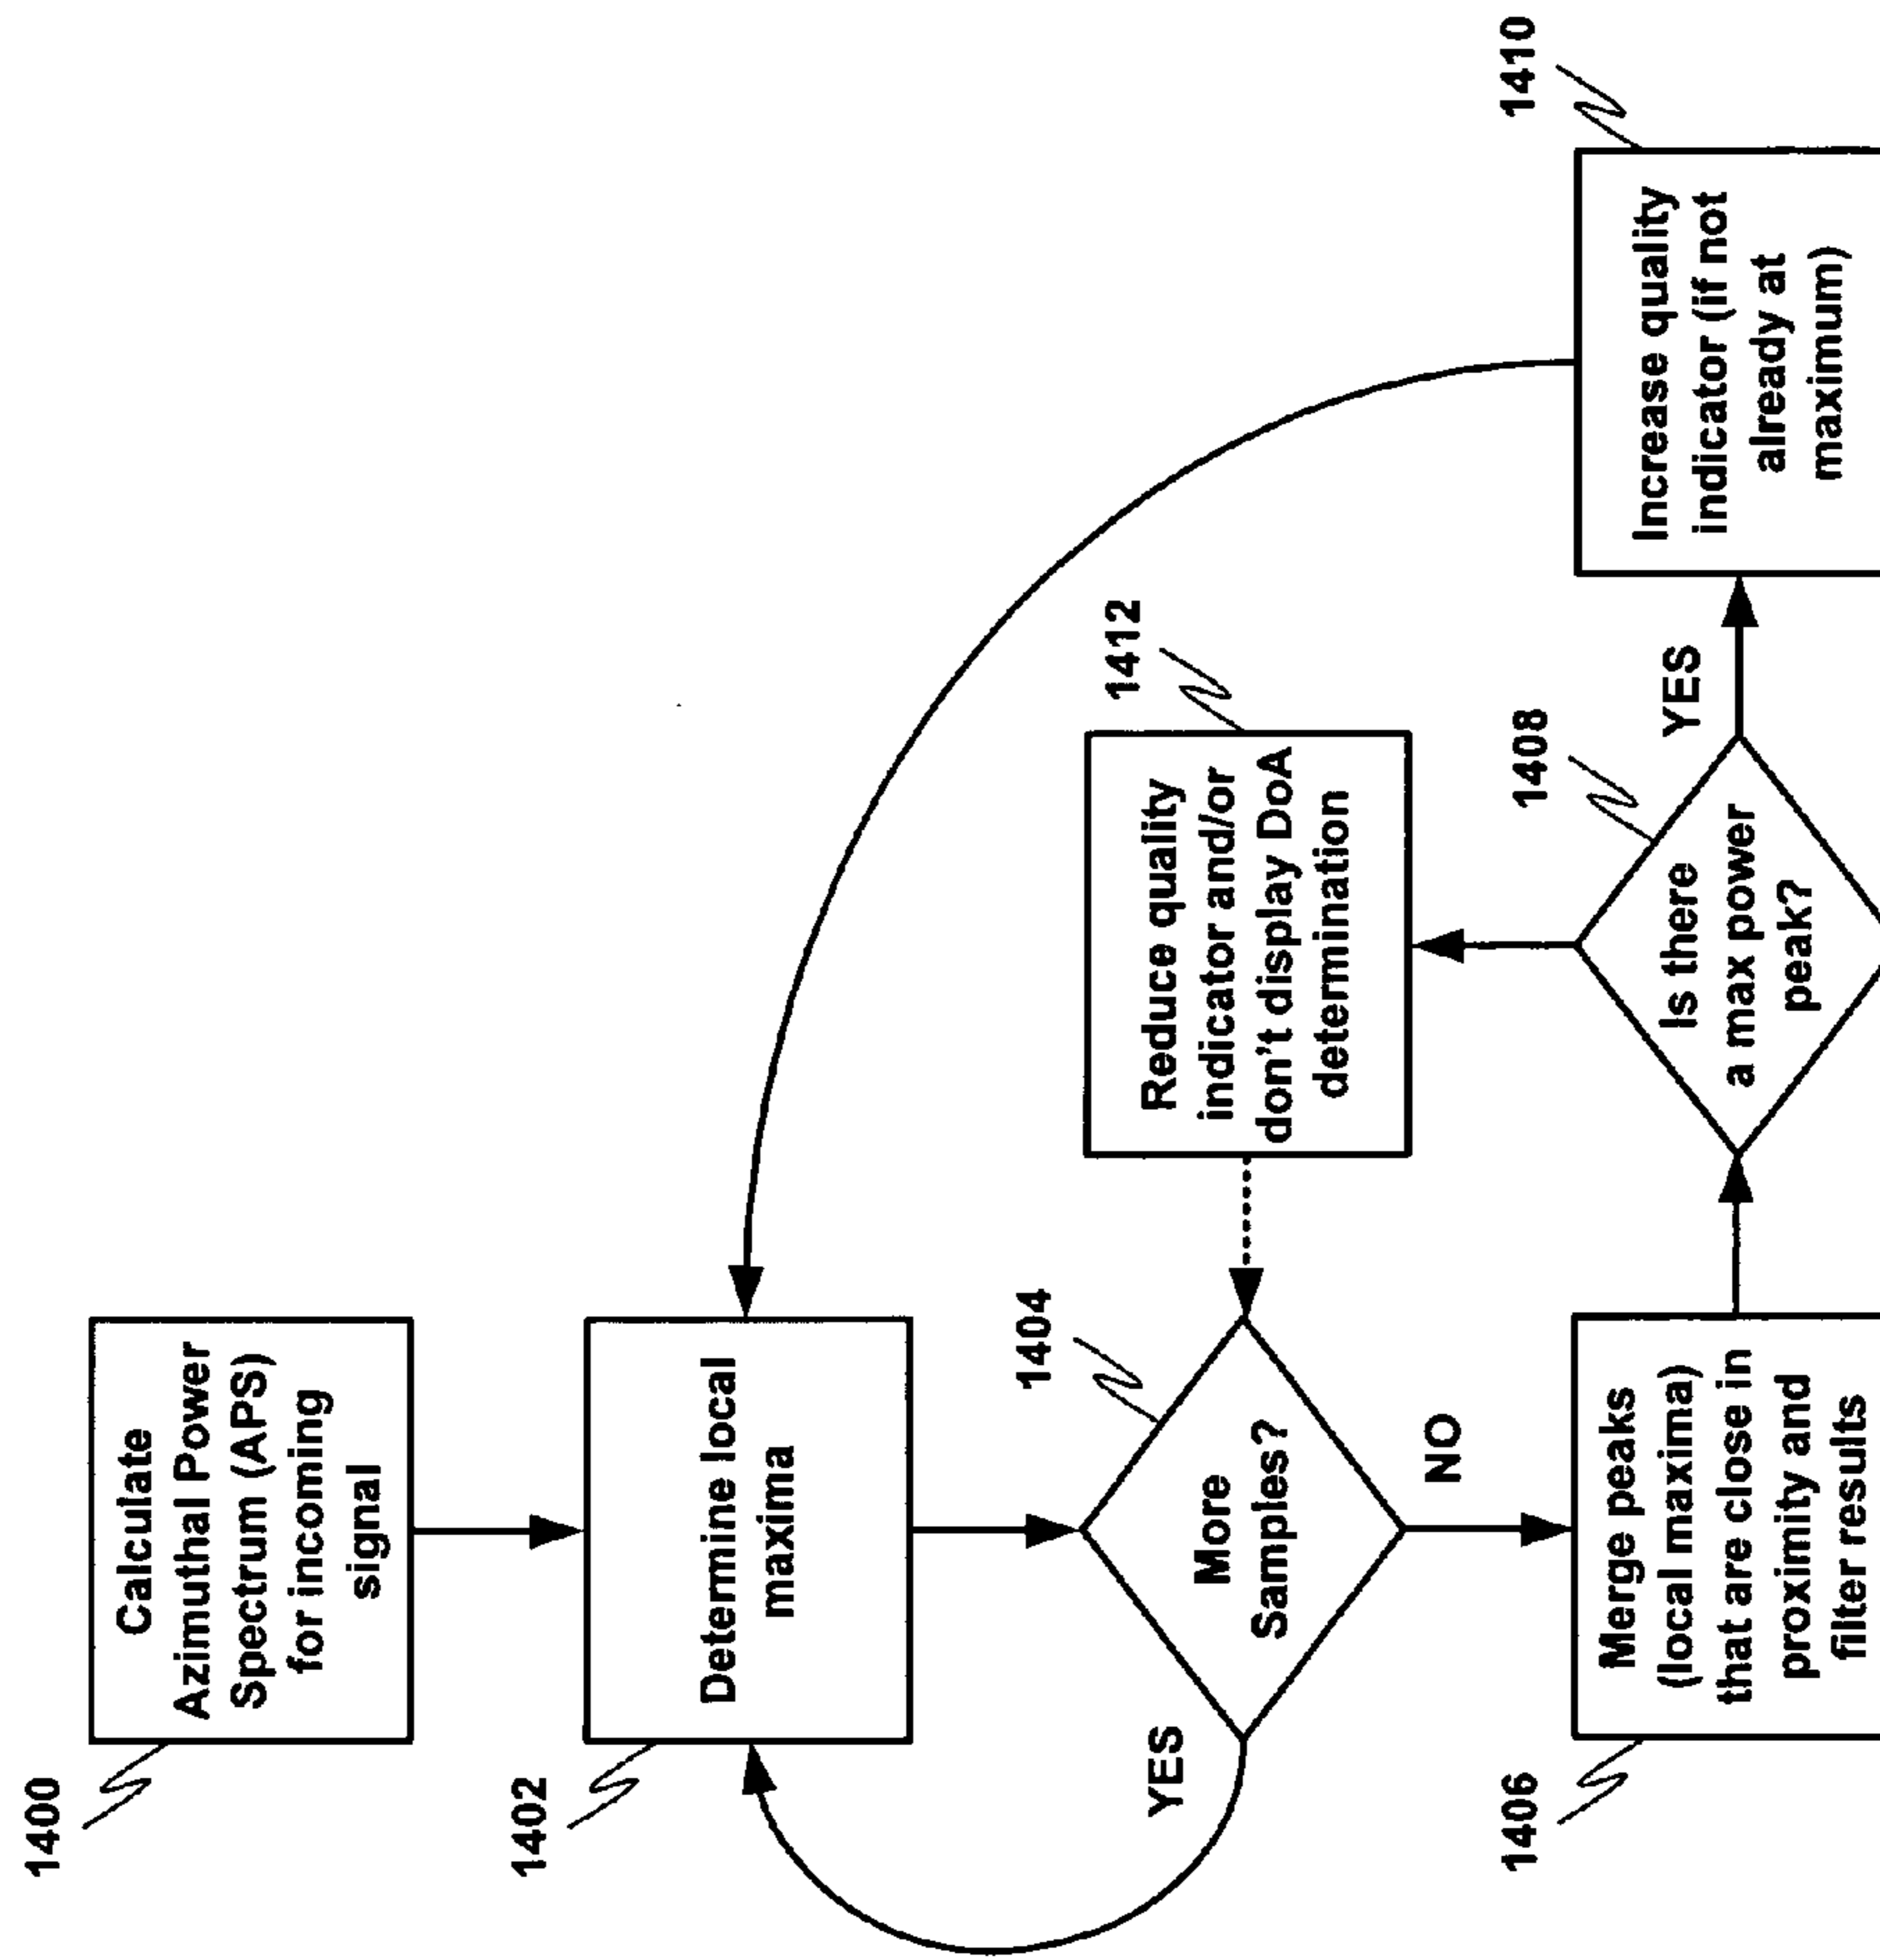 1400
Calculate
Azimuthal Power
Spectrum (APS)
for incoming
signal
1402
Determine local
maxima
1404
More
Samples?
YES
NO
1406
Merge peaks
(local maxima)
that are close in
proximity and
filter results
1408
Is there
a max power
peak?
YES
1410
Increase quality
indicator (if not
already at
maximum)
1412
Reduce quality
indicator and/or
don't display DoA
determination